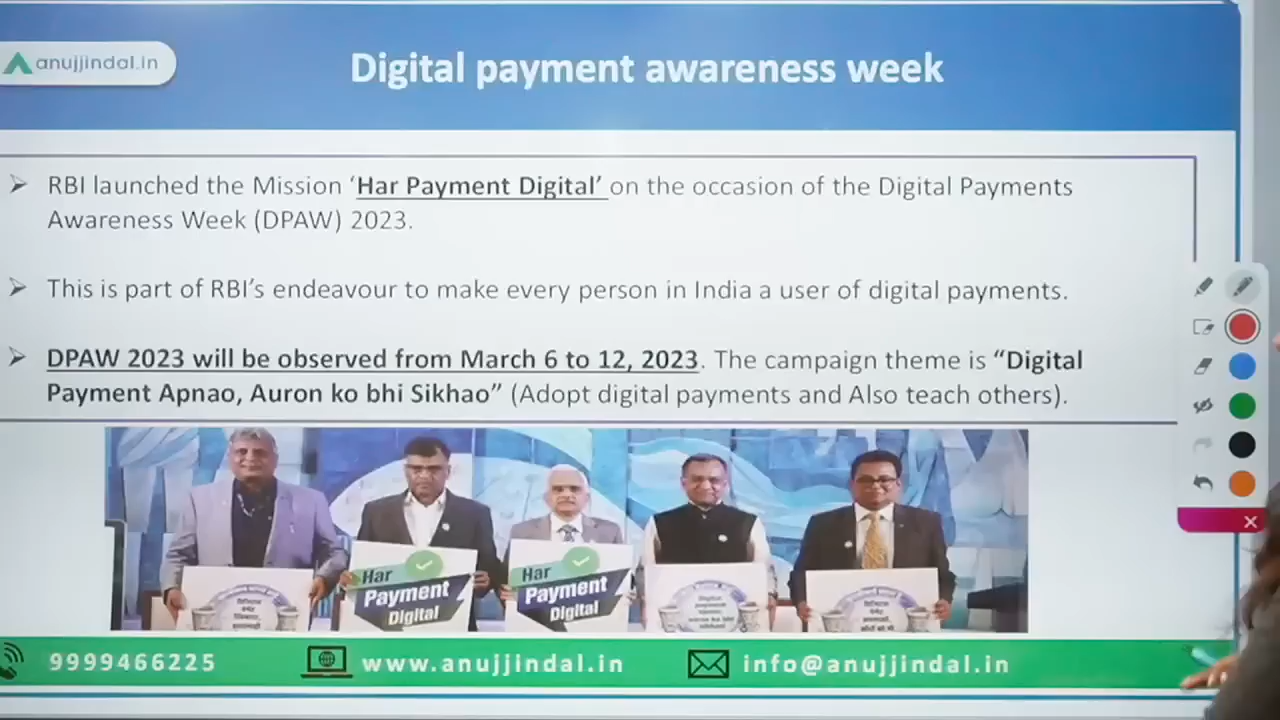 anujjindal.in
Digital payment awareness week
➢ RBI launched the Mission ‘Har Payment Digital’ on the occasion of the Digital Payments
Awareness Week (DPAW) 2023.
➢ This is part of RBI’s endeavour to make every person in India a user of digital payments.
➢ DPAW 2023 will be observed from March 6 to 12, 2023. The campaign theme is “Digital
Payment Apnao, Auron ko bhi Sikhao” (Adopt digital payments and Also teach others).
Har
Payment
Digital
Har
Payment
Digital
9999466225 www.anujjindal.in info@anujjindal.in